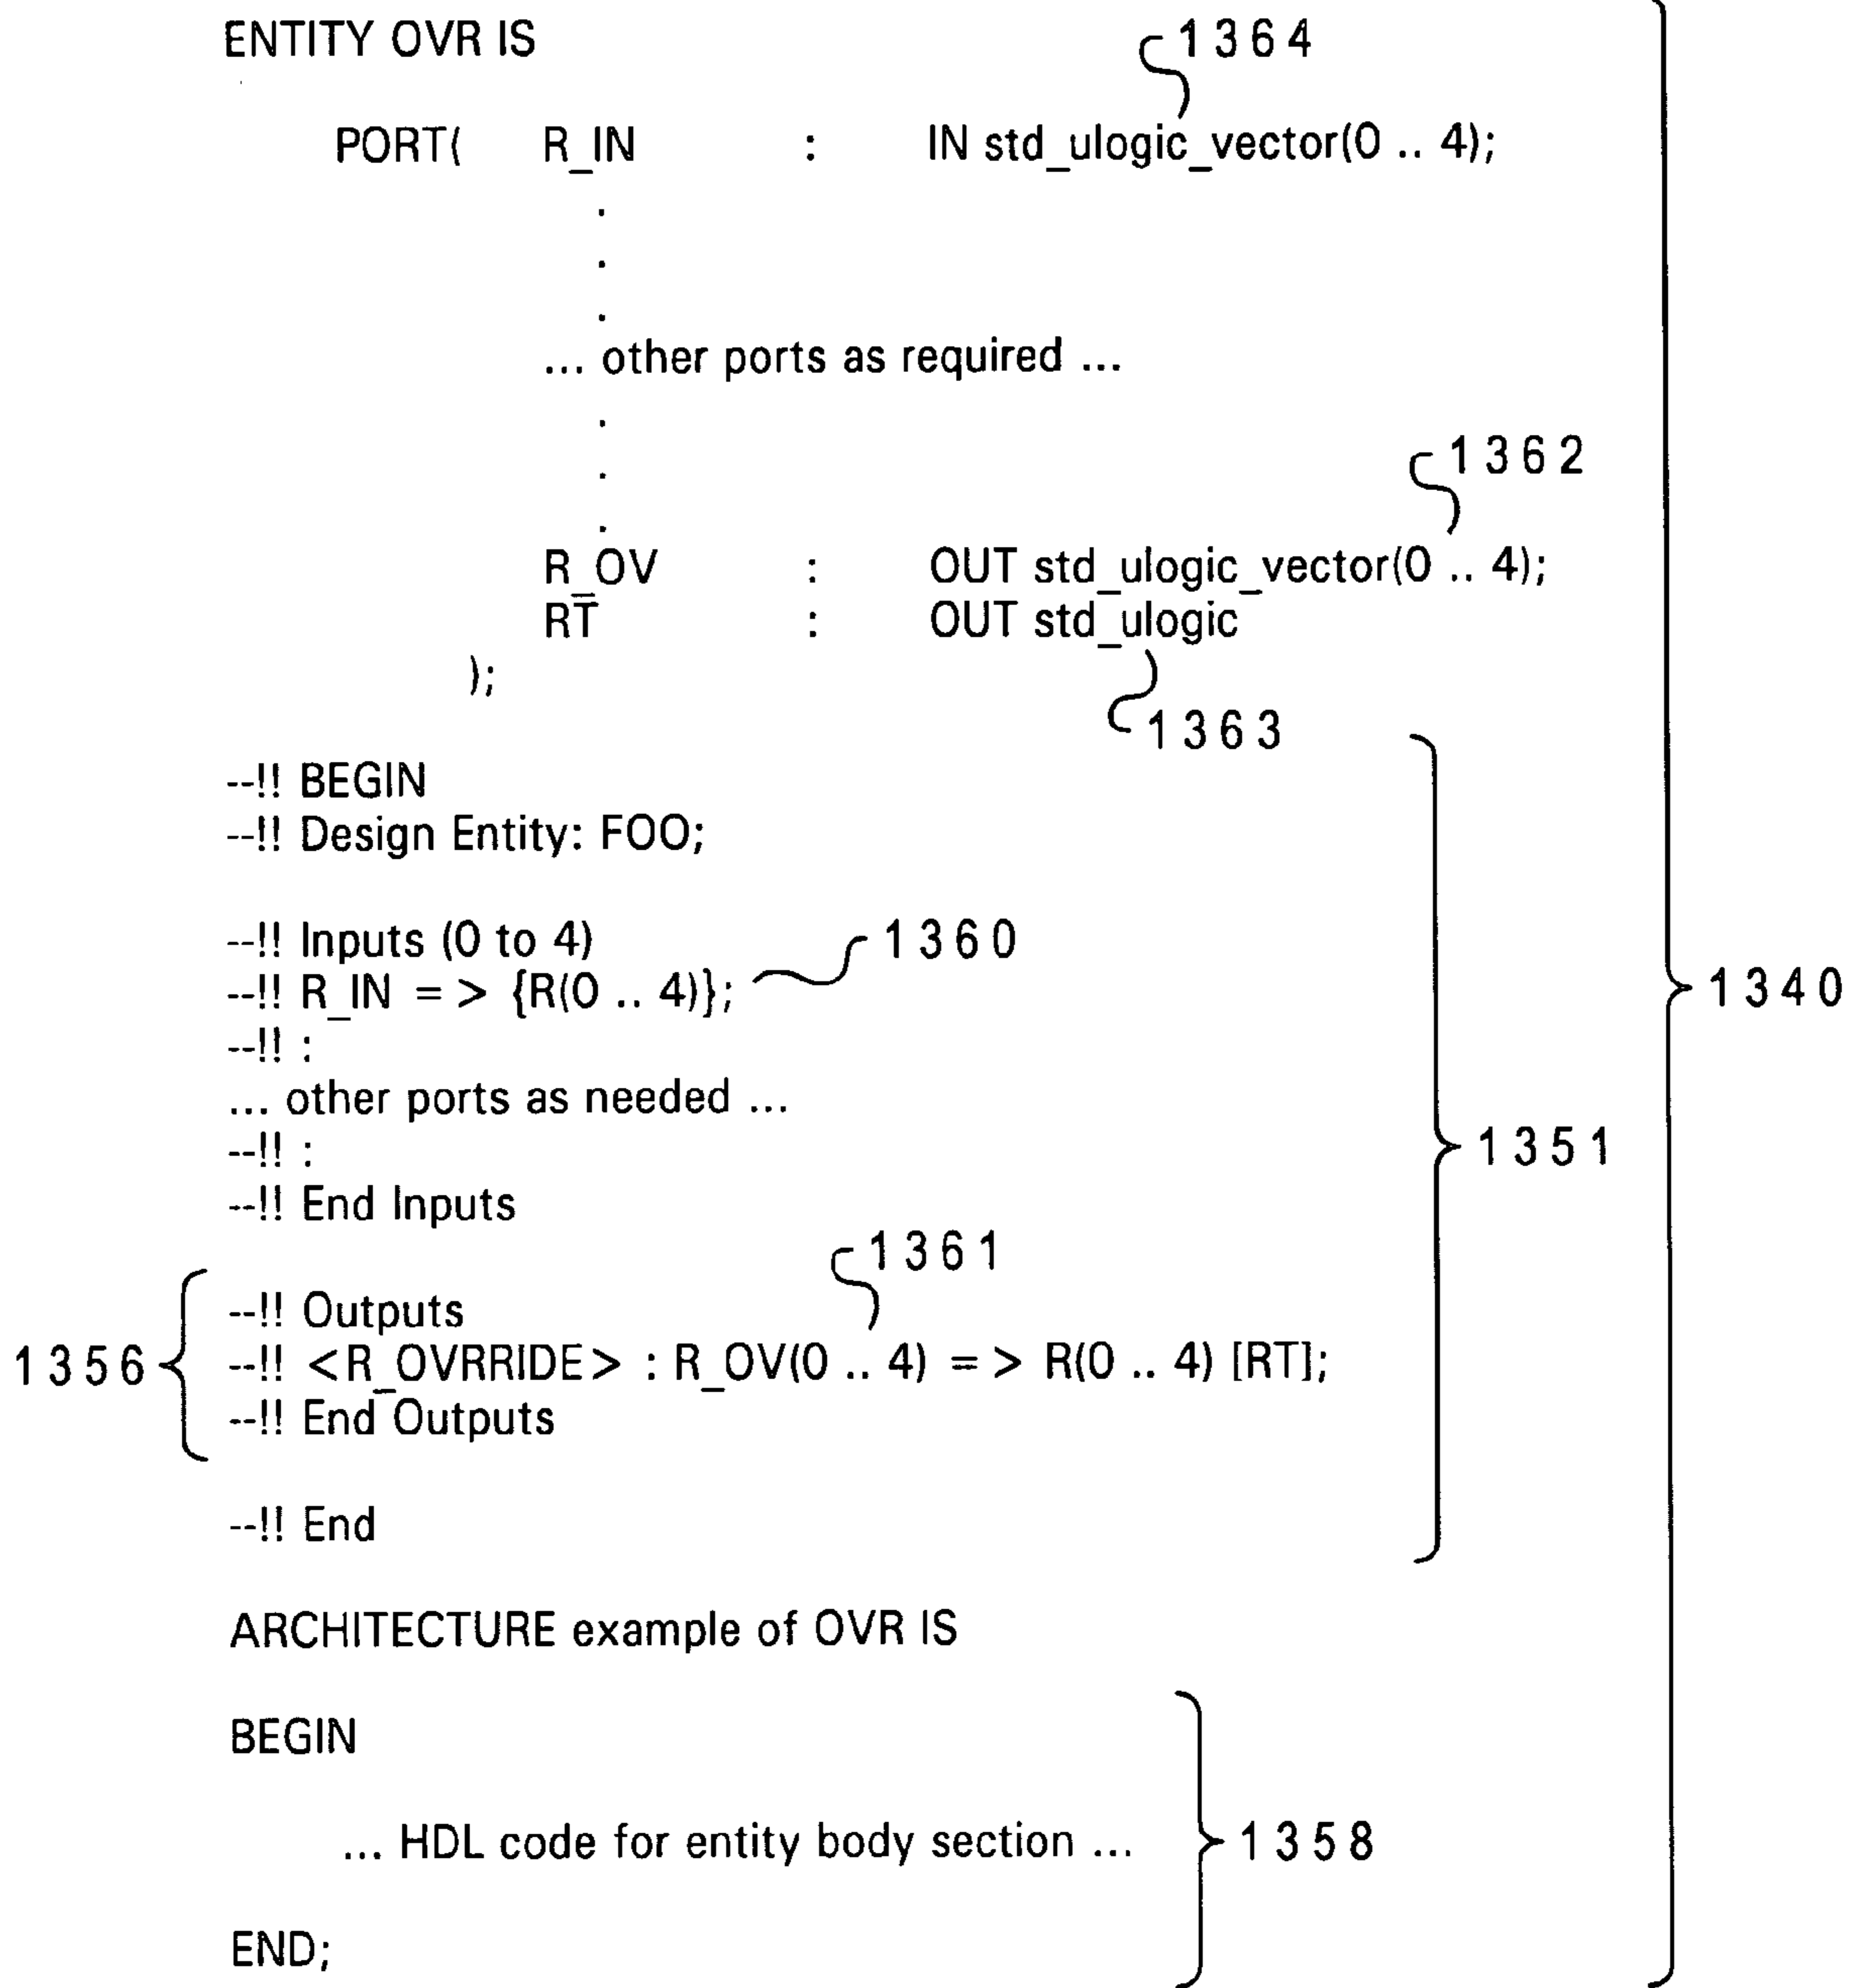 ENTITY OVR IS
1364
PORT( R_IN : IN std_ulogic_vector(0 .. 4);
.
.
.
... other ports as required ...
.
.
.
1362
R_OV : OUT std_ulogic_vector(0 .. 4);
RT : OUT std_ulogic
);
1363
--!! BEGIN
--!! Design Entity: FOO;
--!! Inputs (0 to 4)
1360
--!! R_IN = > {R(0 .. 4)};
1340
--!! :
... other ports as needed ...
--!! :
1351
--!! End Inputs
1361
--!! Outputs
1356
--!! <R_OVRRIDE> : R_OV(0 .. 4) = > R(0 .. 4) [RT];
--!! End Outputs
--!! End
ARCHITECTURE example of OVR IS
BEGIN
... HDL code for entity body section ...
1358
END;